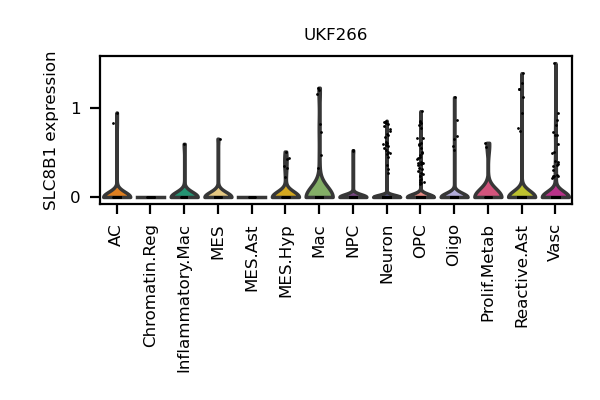 UKF266
SLC8B1 expression
1
0
AC
Chromatin.Reg
Inflammatory.Mac
MES
MES.Ast
MES.Hyp
Mac
NPC
Neuron
OPC
Oligo
Prolif.Metab
Reactive.Ast
Vasc